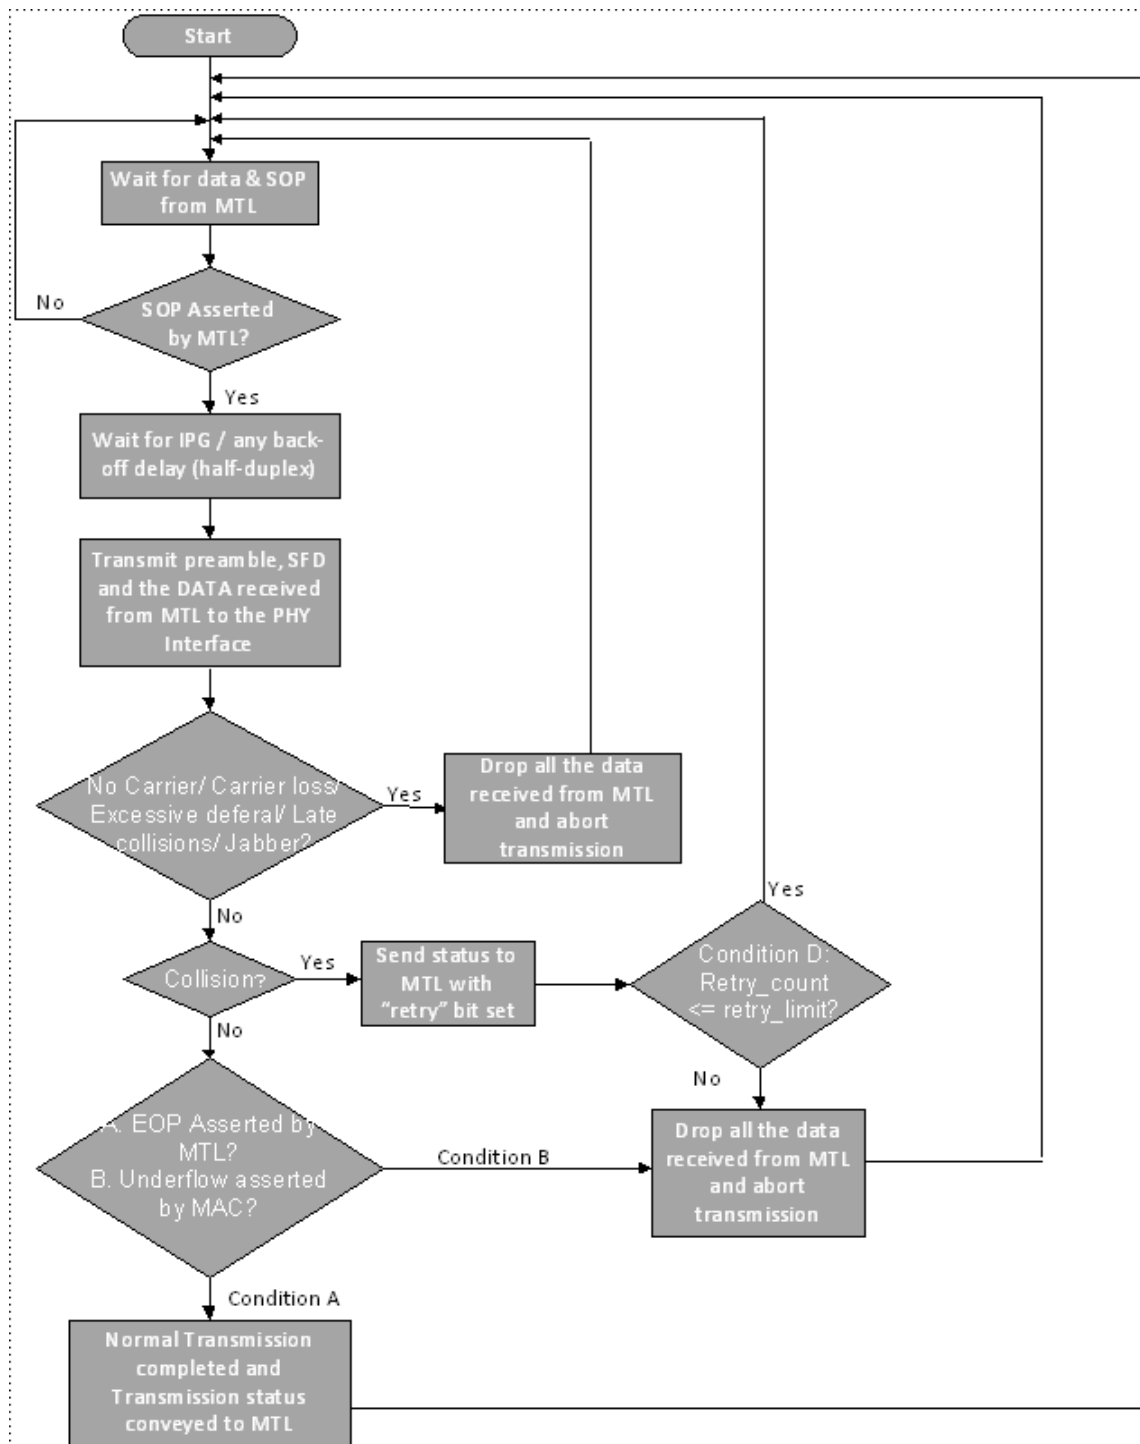 Start
Wait for data & SOP
from MTL
No
SOP Asserted
by MTL?
Yes
Wait for IPG / any back-
off delay (half-duplex)
Transmit preamble, SFD
and the DATA received
from MTL to the PHY
Interface
No Carrier/ Carrier loss/
Excessive deferal/ Late
collisions/ Jabber?
Yes
Drop all the data
received from MTL
and abort
transmission
No
Collision?
Yes
Send status to
MTL with
“retry” bit set
Yes
Condition D:
Retry_count
<= retry_limit?
No
No
A. EOP Asserted by
MTL?
B. Underflow asserted
by MAC?
Condition B
Drop all the data
received from MTL
and abort
transmission
Condition A
Normal Transmission
completed and
Transmission status
conveyed to MTL